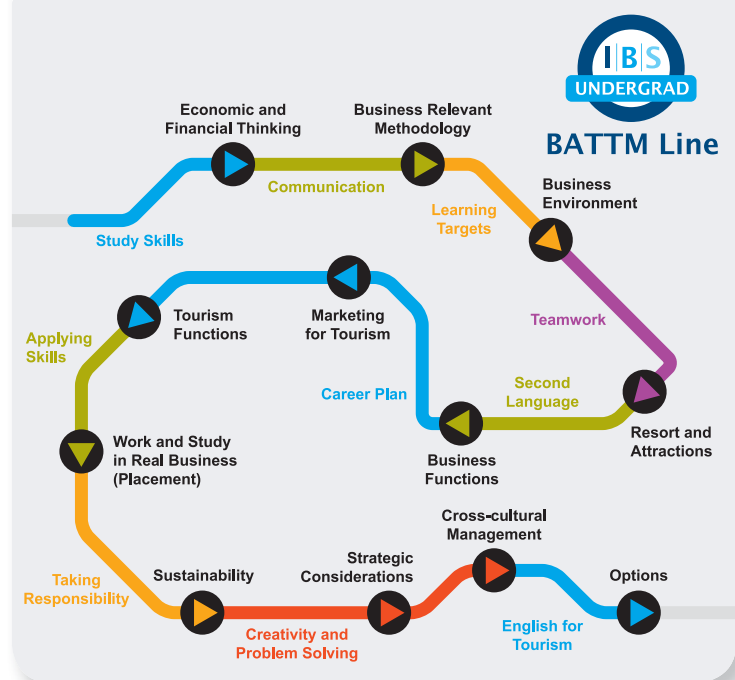 I|B|S
UNDERGRAD
BATTM Line
Economic and
Financial Thinking
Business Relevant
Methodology
Communication
Study Skills
Learning
Targets
Business
Environment
Teamwork
Resort and
Attractions
Second
Language
Business
Functions
Career Plan
Marketing
for Tourism
Tourism
Functions
Applying
Skills
Work and Study
in Real Business
(Placement)
Taking
Responsibility
Sustainability
Creativity and
Problem Solving
Strategic
Considerations
Cross-cultural
Management
English for
Tourism
Options